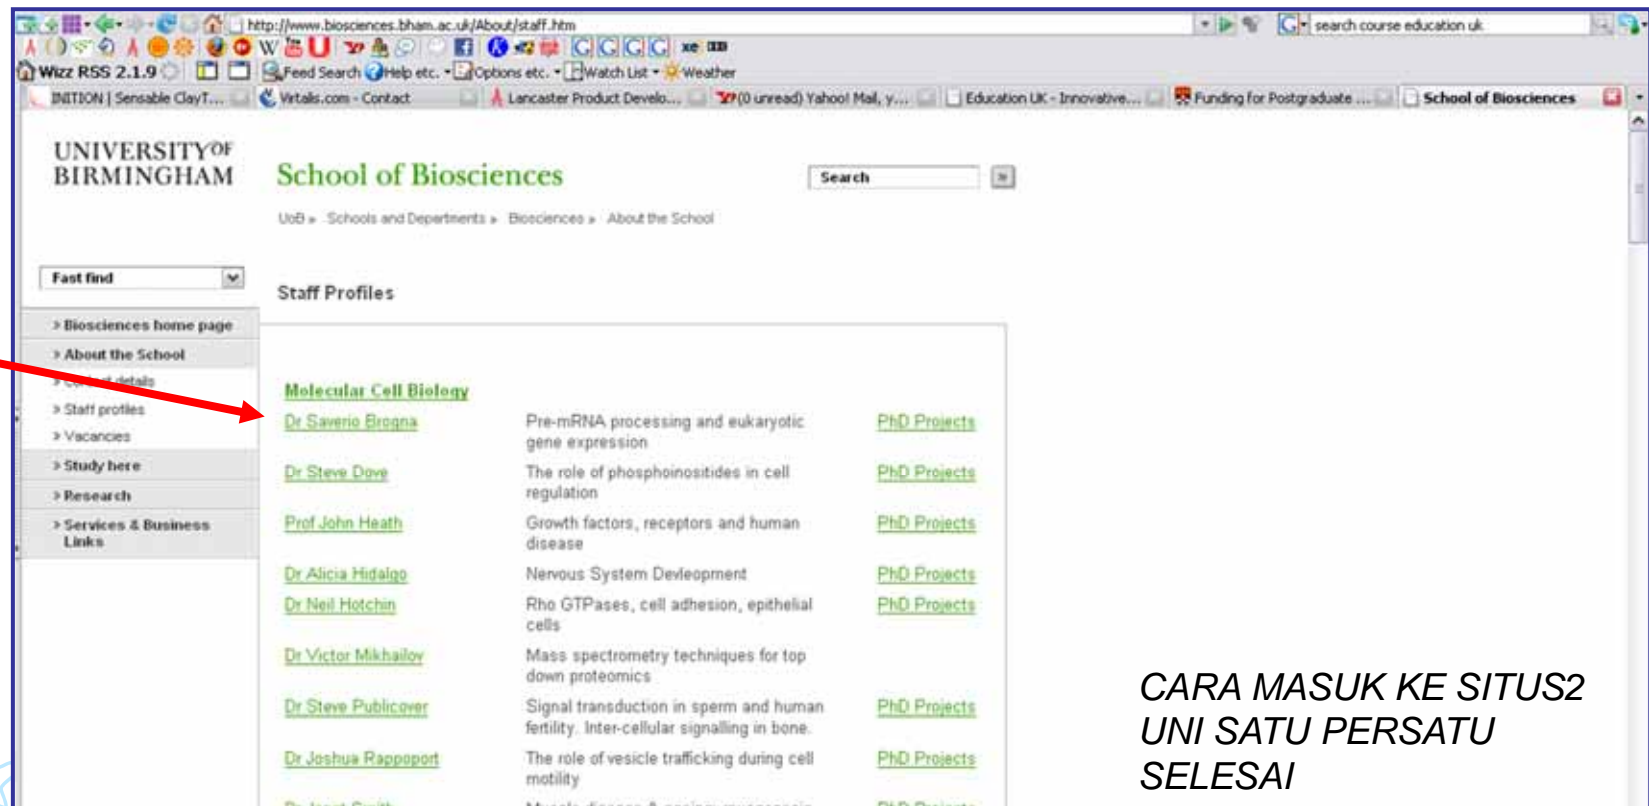 http://www.biosciences.bham.ac.uk/About/staff.htm
search course education uk
Wizz RSS 2.1.9
Feed Search Help etc. Options etc. Watch List Weather
INITION | Sensable ClayT...
Virtalis.com - Contact
Lancaster Product Develo...
(0 unread) Yahoo! Mail, y...
Education UK - Innovative...
Funding for Postgraduate ...
School of Biosciences
UNIVERSITY OF
BIRMINGHAM
School of Biosciences
Search
UoB » Schools and Departments » Biosciences » About the School
Fast find
Staff Profiles
> Biosciences home page
> About the School
> Contact details
> Staff profiles
> Vacancies
> Study here
> Research
> Services & Business
Links
Molecular Cell Biology
Dr Saverio Brogna Pre-mRNA processing and eukaryotic PhD Projects
gene expression
Dr Steve Dove The role of phosphoinositides in cell PhD Projects
regulation
Prof John Heath Growth factors, receptors and human PhD Projects
disease
Dr Alicia Hidalgo Nervous System Devleopment PhD Projects
Dr Neil Hotchin Rho GTPases, cell adhesion, epithelial PhD Projects
cells
Dr Victor Mikhailov Mass spectrometry techniques for top
down proteomics
Dr Steve Publicover Signal transduction in sperm and human PhD Projects
fertility. Inter-cellular signalling in bone.
Dr Joshua Rappoport The role of vesicle trafficking during cell PhD Projects
motility
CARA MASUK KE SITUS2
UNI SATU PERSATU
SELESAI